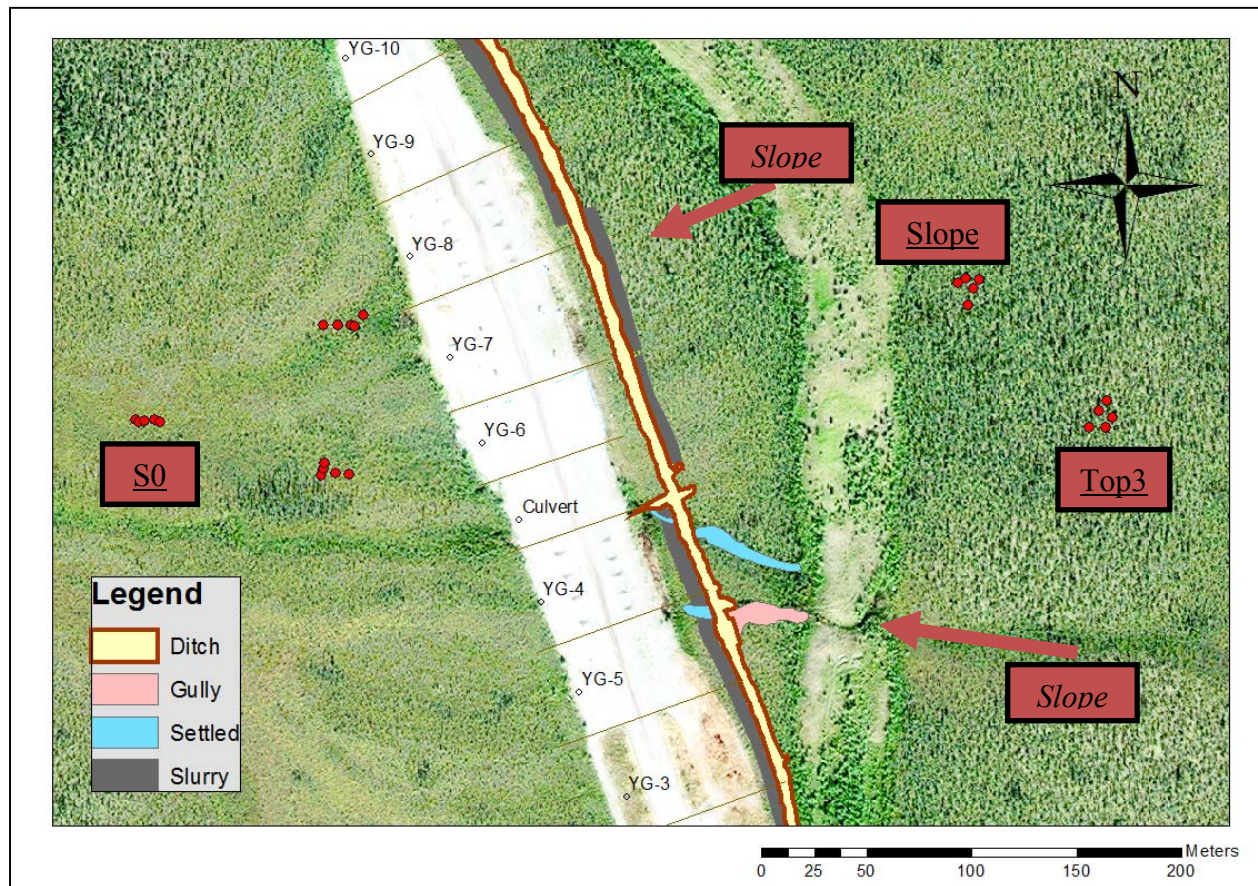 YG-10
N
YG-9
Slope
YG-8
Slope
YG-7
YG-6
S0
Top3
Culvert
YG-4
Legend
Ditch
Gully
Settled
Slurry
YG-5
Slope
YG-3
Meters
0 25 50 100 150 200